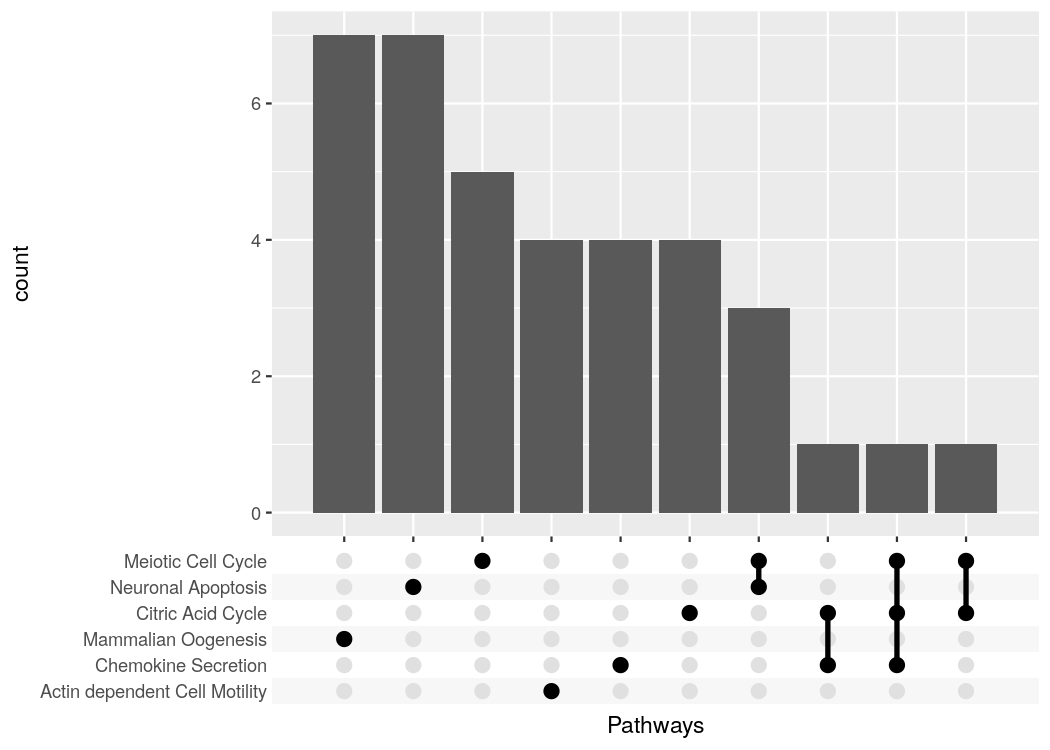 count
6
4
2
0
Meiotic Cell Cycle
Neuronal Apoptosis
Citric Acid Cycle
Mammalian Oogenesis
Chemokine Secretion
Actin dependent Cell Motility
Pathways